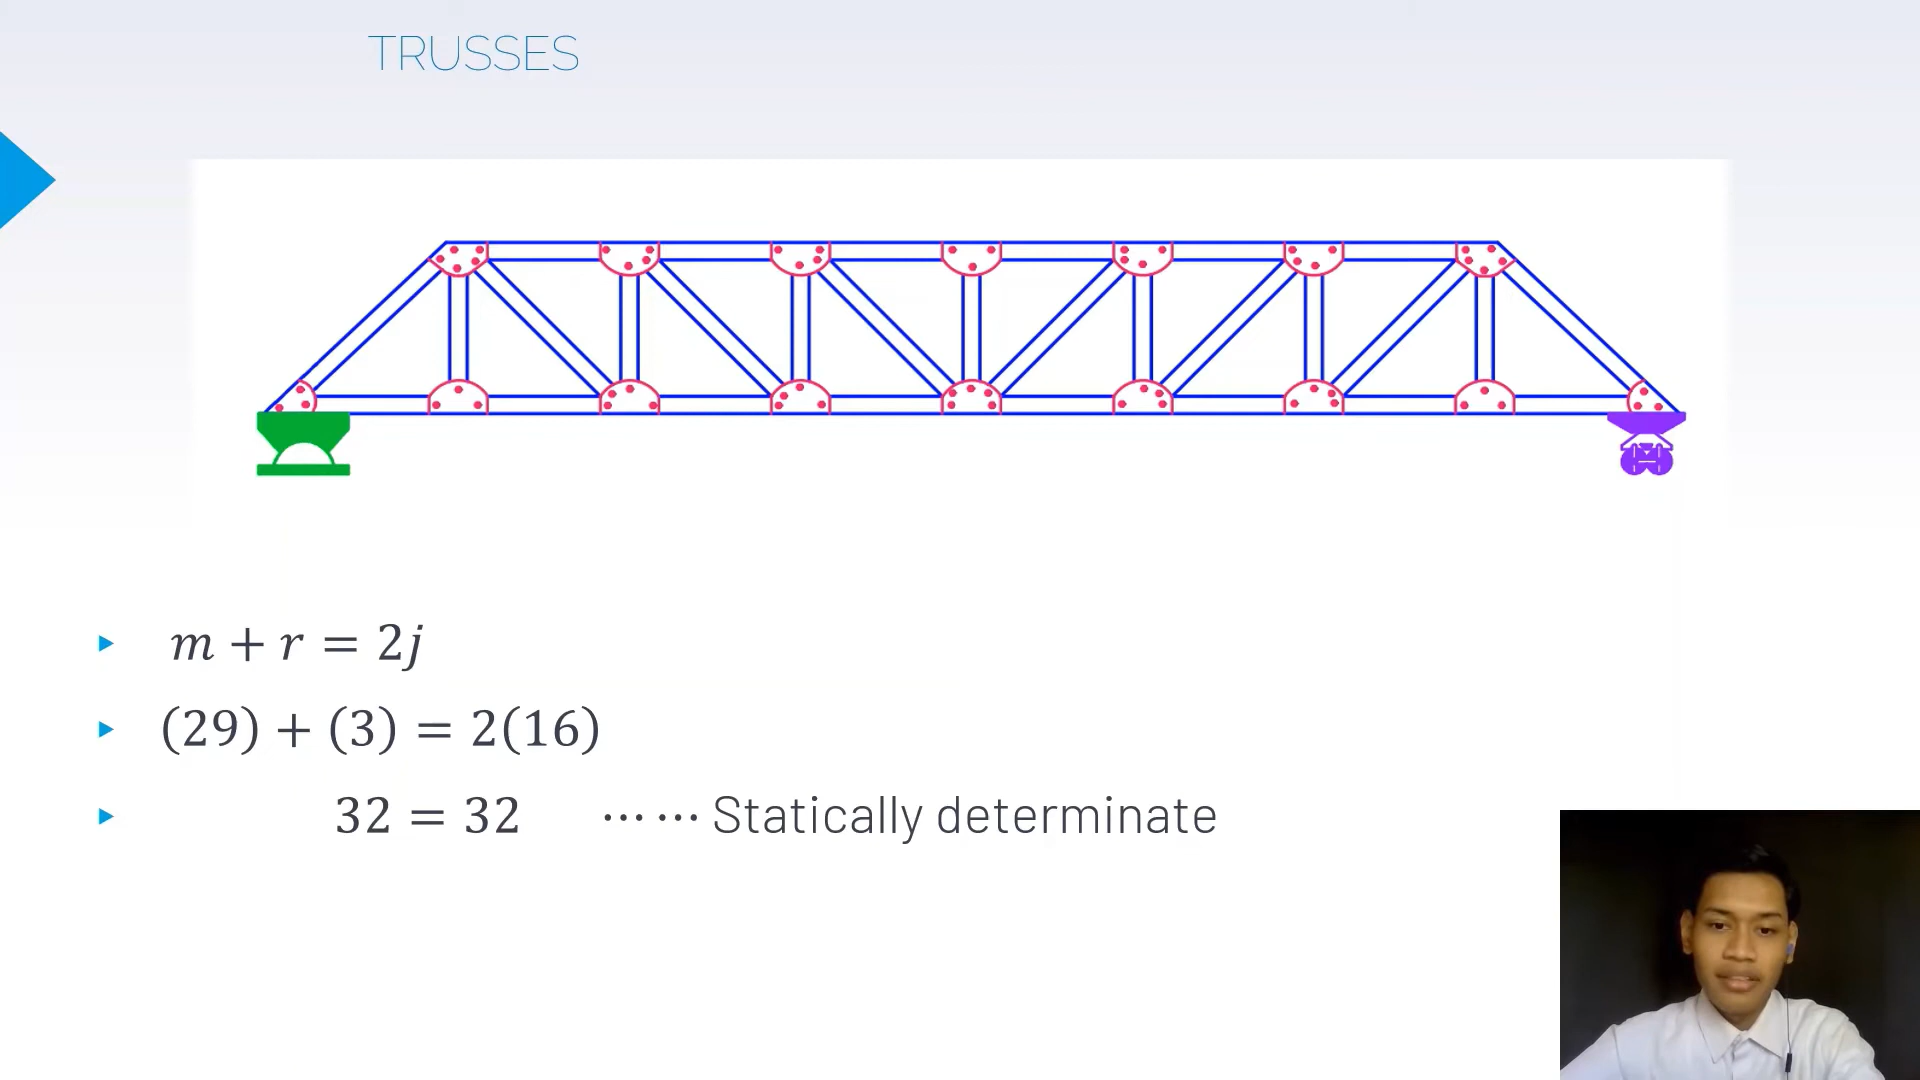 TRUSSES
m + r = 2j
(29) + (3) = 2(16)
32 = 32 …… Statically determinate